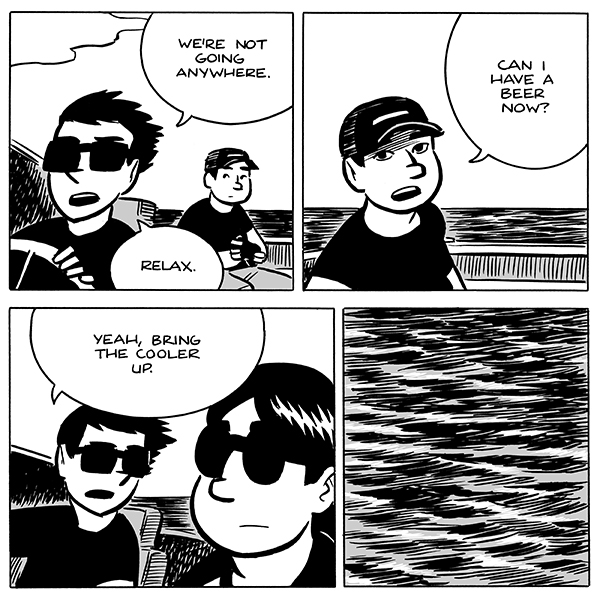 WE'RE NOT
GOING
ANYWHERE.
RELAX.
CAN I
HAVE A
BEER
NOW?
YEAH, BRING
THE COOLER
UP.